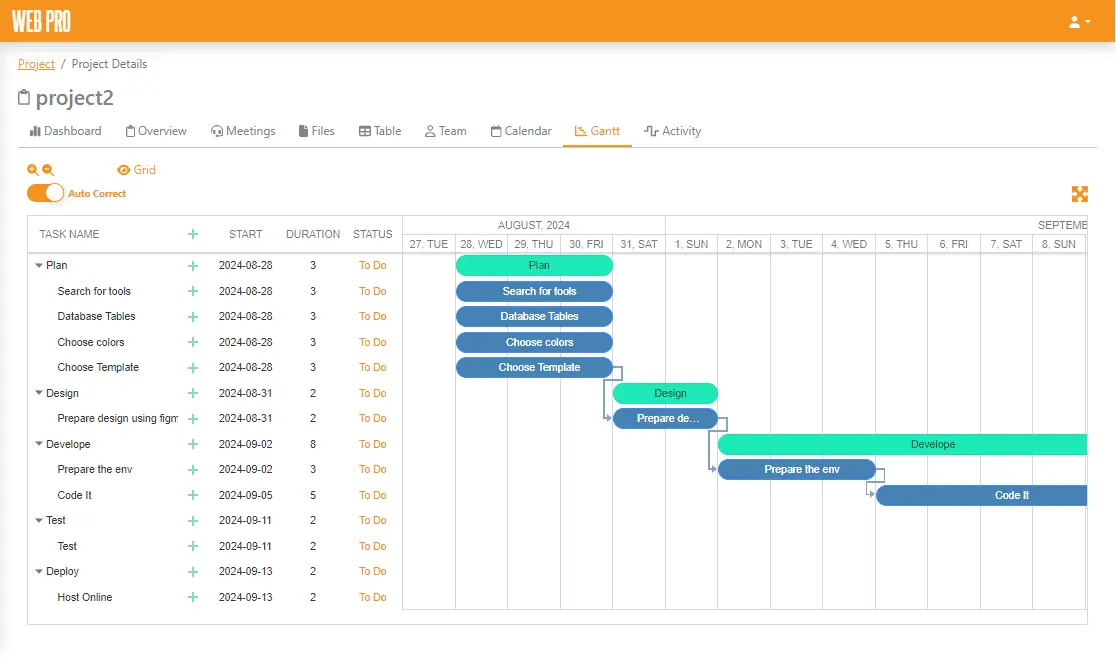 WEB PRO
Project / Project Details
project2
Dashboard Overview Meetings Files Table Team Calendar Gantt Activity
Grid
Auto Correct
TASK NAME START DURATION STATUS
AUGUST, 2024 SEPTEMB
27, TUE 28, WED 29, THU 30, FRI 31, SAT 1, SUN 2, MON 3, TUE 4, WED 5, THU 6, FRI 7, SAT 8, SUN
Plan 2024-08-28 3 To Do Plan
Search for tools 2024-08-28 3 To Do Search for tools
Database Tables 2024-08-28 3 To Do Database Tables
Choose colors 2024-08-28 3 To Do Choose colors
Choose Template 2024-08-28 3 To Do Choose Template
Design 2024-08-31 2 To Do Design
Prepare design using figm 2024-08-31 2 To Do Prepare de...
Develope 2024-09-02 8 To Do Develope
Prepare the env 2024-09-02 3 To Do Prepare the env
Code It 2024-09-05 5 To Do Code It
Test 2024-09-11 2 To Do
Test 2024-09-11 2 To Do
Deploy 2024-09-13 2 To Do
Host Online 2024-09-13 2 To Do